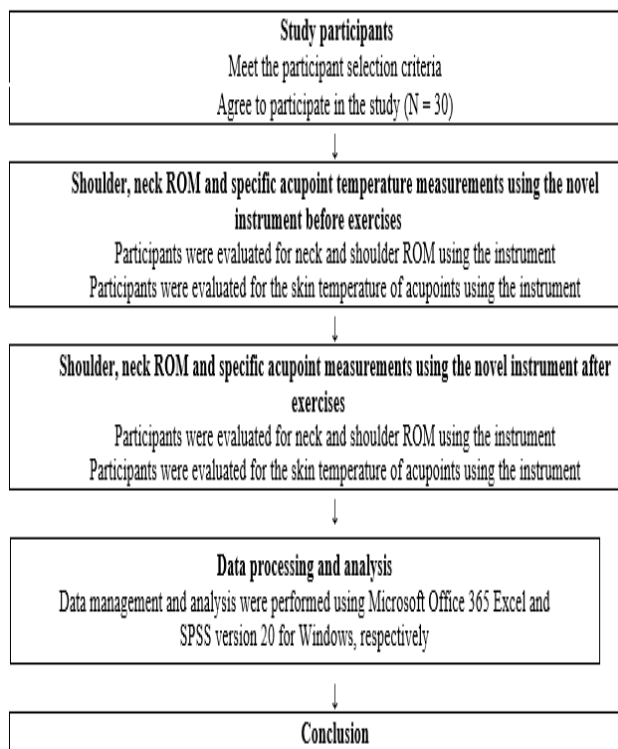 Study participants
Meet the participant selection criteria
Agree to participate in the study (N = 30)
Shoulder, neck ROM and specific acupoint temperature measurements using the novel
instrument before exercises
Participants were evaluated for neck and shoulder ROM using the instrument
Participants were evaluated for the skin temperature of acupoints using the instrument
Shoulder, neck ROM and specific acupoint measurements using the novel instrument after
exercises
Participants were evaluated for neck and shoulder ROM using the instrument
Participants were evaluated for the skin temperature of acupoints using the instrument
Data processing and analysis
Data management and analysis were performed using Microsoft Office 365 Excel and
SPSS version 20 for Windows, respectively
Conclusion